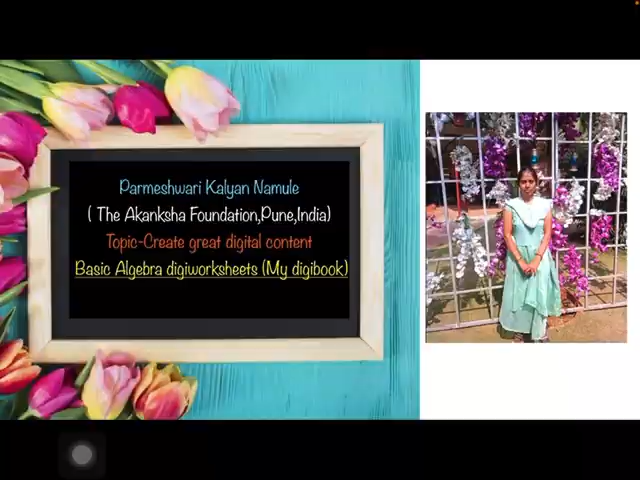 Parmeshwari Kalyan Namule
( The Akanksha Foundation,Pune,India)
Topic-Create great digital content
Basic Algebra digiworksheets (My digibook)